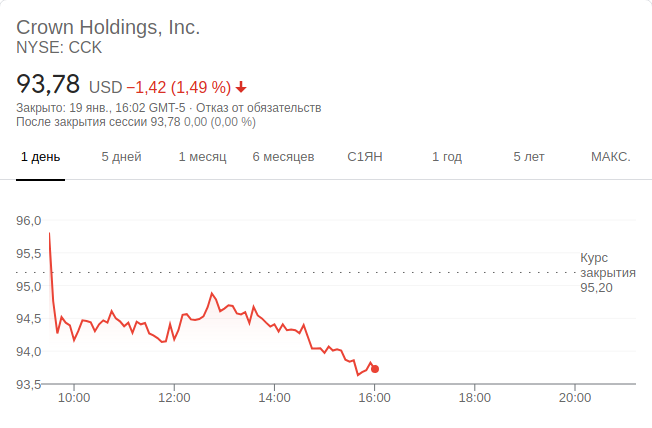 Crown Holdings, Inc.
NYSE: CCK
93,78 USD −1,42 (1,49 %)
Закрыто: 19 янв., 16:02 GMT-5 · Отказ от обязательств
После закрытия сессии 93,78 0,00 (0,00 %)
1 день 5 дней 1 месяц 6 месяцев С1ЯН 1 год 5 лет МАКС.
96,0
95,5
Курс
закрытия
95,20
95,0
94,5
94,0
93,5
10:00 12:00 14:00 16:00 18:00 20:00